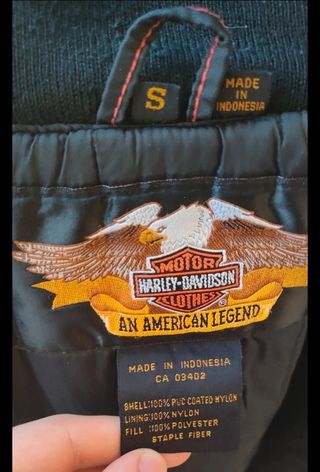 S
MADE
IN
INDONESIA
MOTOR
HARLEY-DAVIDSON
CLOTHES
AN AMERICAN LEGEND
MADE IN INDONESIA
CA 03402
SHELL:100% PVC COATED NYLON
LINING:100% NYLON
FILL :100% POLYESTER
STAPLE FIBER